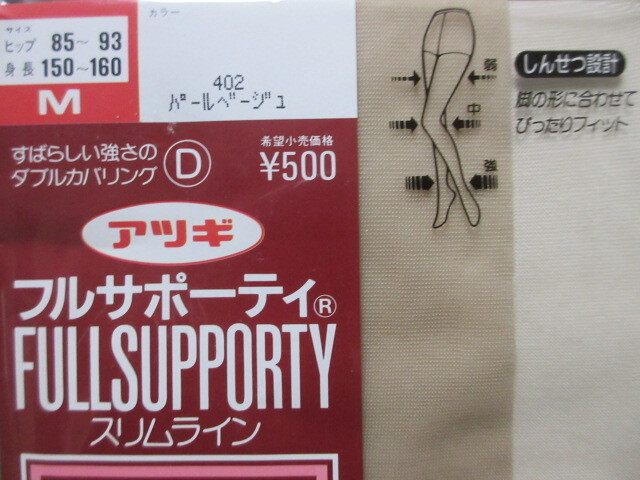 サイズ
ヒップ 85〜93
身長 150〜160
M
カラー
402
パールベージュ
すばらしい強さの
ダブルカバリング D
希望小売価格
¥500
アツギ
フルサポーティ®
FULLSUPPORTY
スリムライン
弱
中
強
しんせつ設計
脚の形に合わせて
ぴったりフィット